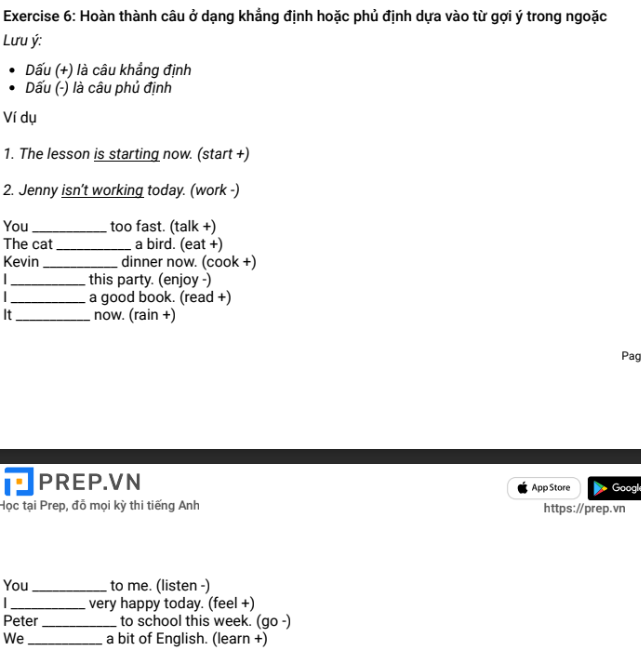 Exercise 6: Hoàn thành câu ở dạng khẳng định hoặc phủ định dựa vào từ gợi ý trong ngoặc
Lưu ý:
• Dấu (+) là câu khẳng định
• Dấu (-) là câu phủ định
Ví dụ
1. The lesson is starting now. (start +)
2. Jenny isn't working today. (work -)
You __________ too fast. (talk +)
The cat __________ a bird. (eat +)
Kevin __________ dinner now. (cook +)
I __________ this party. (enjoy -)
I __________ a good book. (read +)
It __________ now. (rain +)
Pag
PREP.VN
App Store
Google
Học tại Prep, đỗ mọi kỳ thi tiếng Anh
https://prep.vn
You __________ to me. (listen -)
I __________ very happy today. (feel +)
Peter __________ to school this week. (go -)
We __________ a bit of English. (learn +)